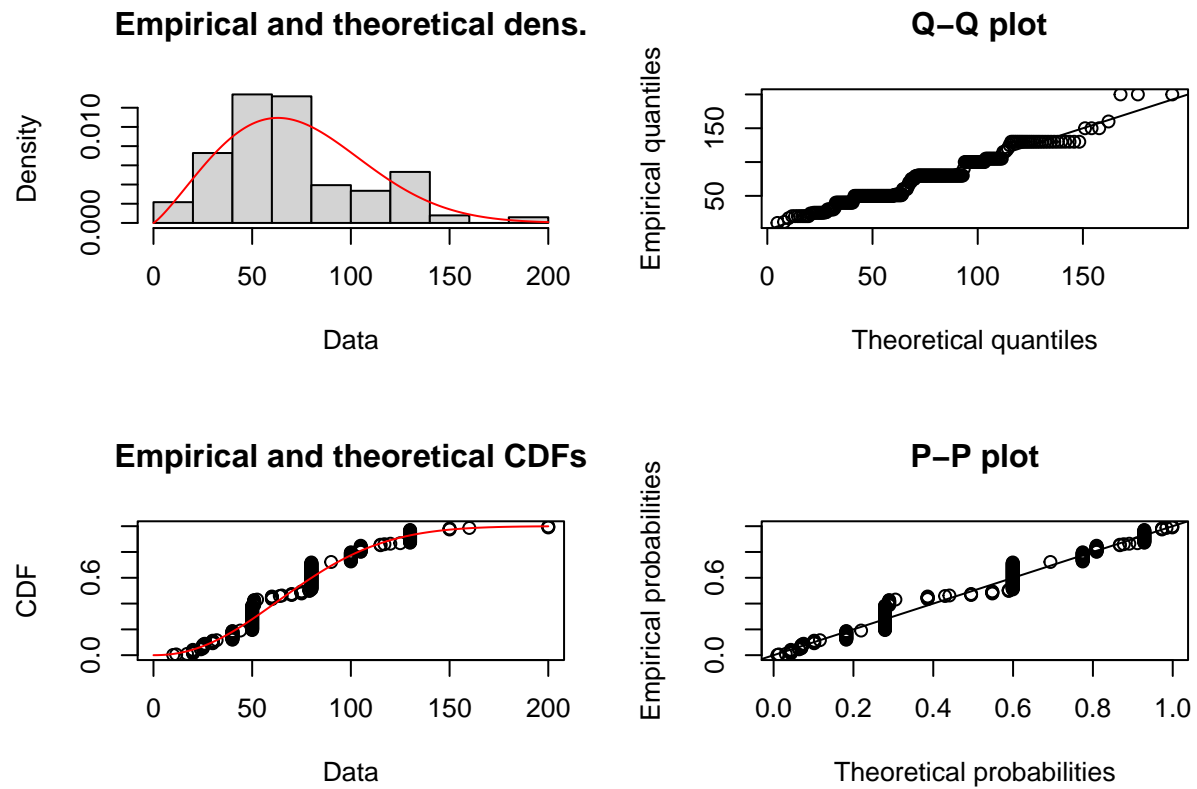 Empirical and theoretical dens.
Density
0.000
0.010
0
50
100
150
200
Data
Q−Q plot
Empirical quantiles
50
150
0
50
100
150
Theoretical quantiles
Empirical and theoretical CDFs
CDF
0.0
0.6
0
50
100
150
200
Data
P−P plot
Empirical probabilities
0.0
0.6
0.0
0.2
0.4
0.6
0.8
1.0
Theoretical probabilities